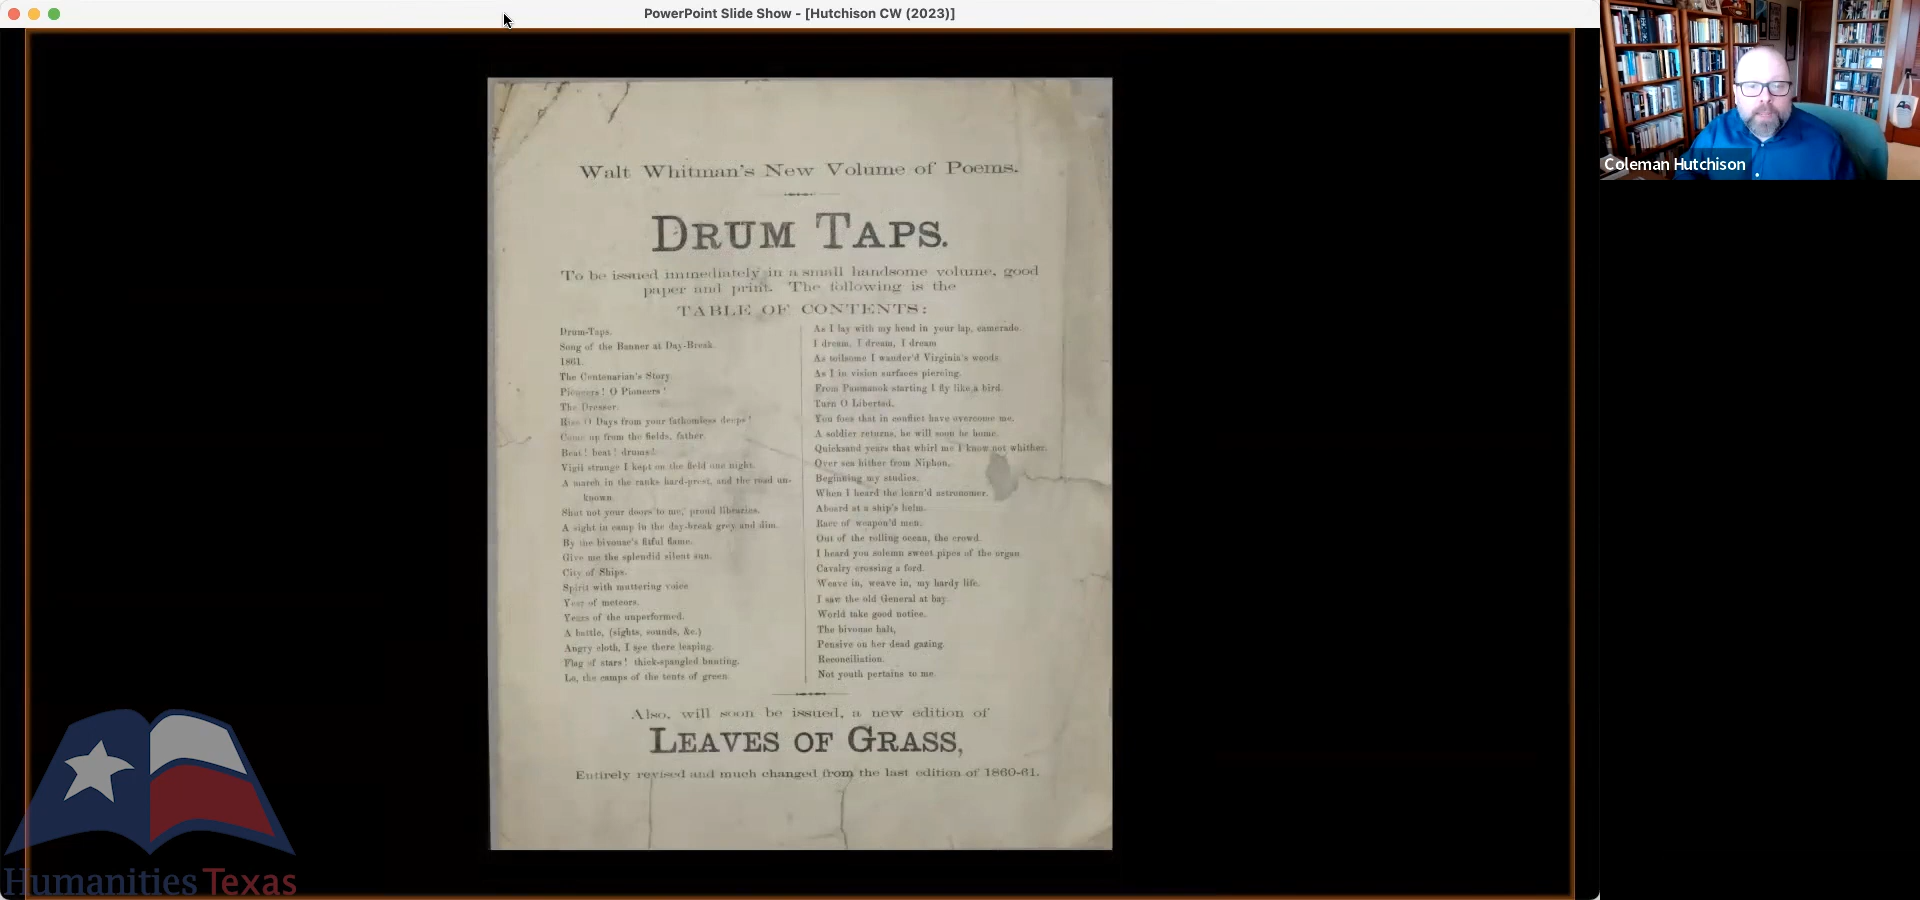 PowerPoint Slide Show - [Hutchison CW (2023)]
Coleman Hutchison
Walt Whitman's New Volume of Poems.
DRUM TAPS.
To be issued immediately in a small handsome volume, good
paper and print. The following is the
TABLE OF CONTENTS:
Drum-Taps.
Song of the Banner at Day-Break.
1861.
The Centenarian's Story.
Pioneers! O Pioneers!
The Dresser.
Rise O Days from your fathomless deeps!
Come up from the fields, father.
Beat! beat! drums!
Vigil strange I kept on the field one night.
A march in the ranks hard-prest, and the road un-
known.
Shut not your doors to me, proud libraries.
A sight in camp in the day-break grey and dim.
By the bivouac's fitful flame.
Give me the splendid silent sun.
City of Ships.
Spirit with muttering voice
Year of meteors.
Years of the unperformed.
A battle, (sights, sounds, &c.)
Angry cloth, I see there leaping.
Flag of stars! thick-spangled bunting.
Lo, the camps of the tents of green.
As I lay with my head in your lap, camerado.
I dream, I dream, I dream
As toilsome I wander'd Virginia's woods
As I in vision surfaces piercing.
From Paumanok starting I fly like a bird.
Turn O Libertad.
You foes that in conflict have overcome me.
A soldier returns, he will soon be home.
Quicksand years that whirl me I know not whither.
Over sea hither from Niphon.
Beginning my studies.
When I heard the learn'd astronomer.
Aboard at a ship's helm.
Race of weapon'd men.
Out of the rolling ocean, the crowd.
I heard you solemn sweet pipes of the organ
Cavalry crossing a ford.
Weave in, weave in, my hardy life.
I saw the old General at bay.
World take good notice.
The bivouac halt,
Pensive on her dead gazing.
Reconciliation.
Not youth pertains to me.
Also, will soon be issued, a new edition of
LEAVES OF GRASS,
Entirely revised and much changed from the last edition of 1860-61.
Humanities Texas